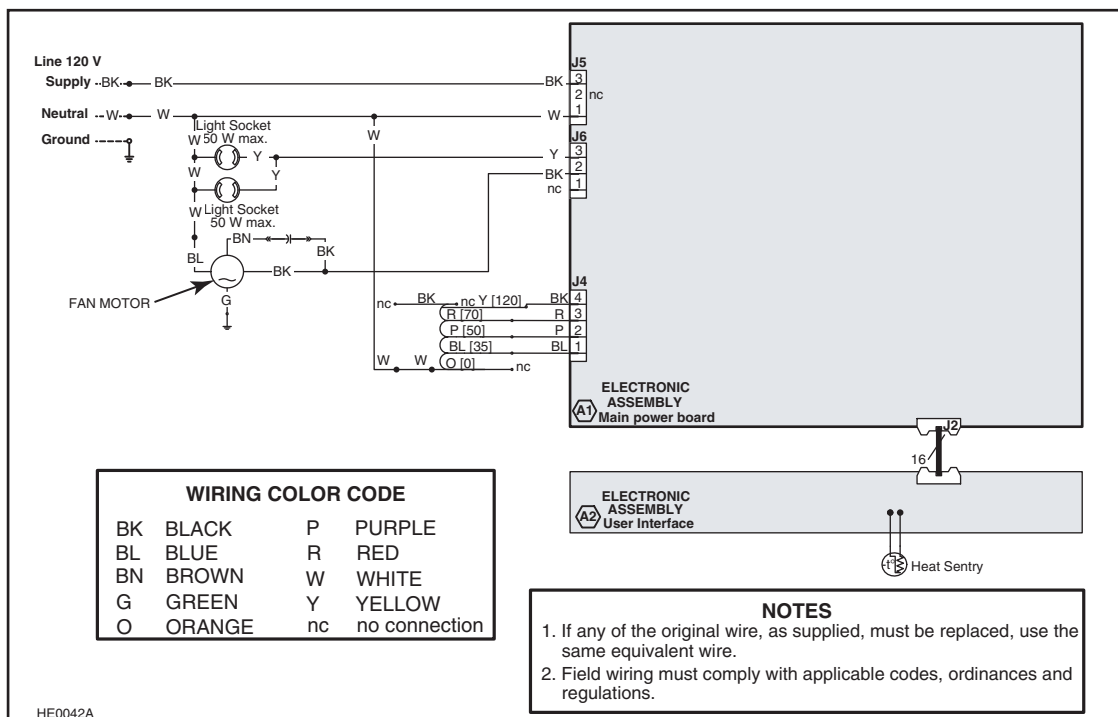 Line 120 V
Supply BK BK BK
Neutral W W W
Ground
J5
3
2 nc
1
J6
3
2
1
Light Socket
50 W max.
W
W
Y
Y
W
Y
BK
nc
W
Light Socket
50 W max.
W
BN
BK
BL
BK
G
FAN MOTOR
J4
nc BK nc Y [120] BK 4
R [70] R 3
P [50] P 2
BL [35] BL 1
W W O [0] nc
A1 ELECTRONIC
ASSEMBLY
Main power board
J2
16
A2 ELECTRONIC
ASSEMBLY
User Interface
-t° Heat Sentry
WIRING COLOR CODE
BK BLACK P PURPLE
BL BLUE R RED
BN BROWN W WHITE
G GREEN Y YELLOW
O ORANGE nc no connection
NOTES
1. If any of the original wire, as supplied, must be replaced, use the
same equivalent wire.
2. Field wiring must comply with applicable codes, ordinances and
regulations.
HE0042A